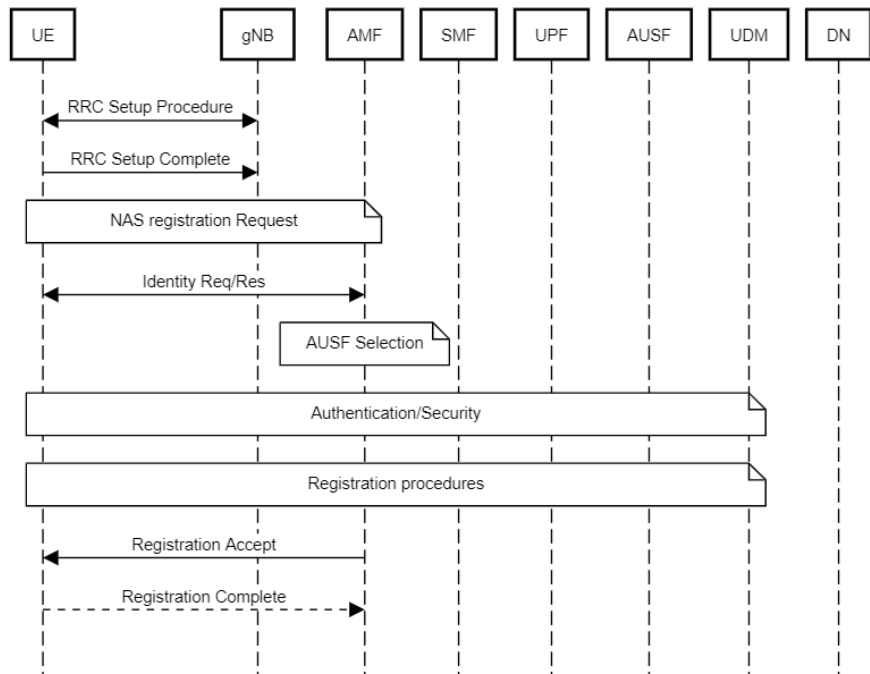 UE
gNB
AMF
SMF
UPF
AUSF
UDM
DN
RRC Setup Procedure
RRC Setup Complete
NAS registration Request
Identity Req/Res
AUSF Selection
Authentication/Security
Registration procedures
Registration Accept
Registration Complete